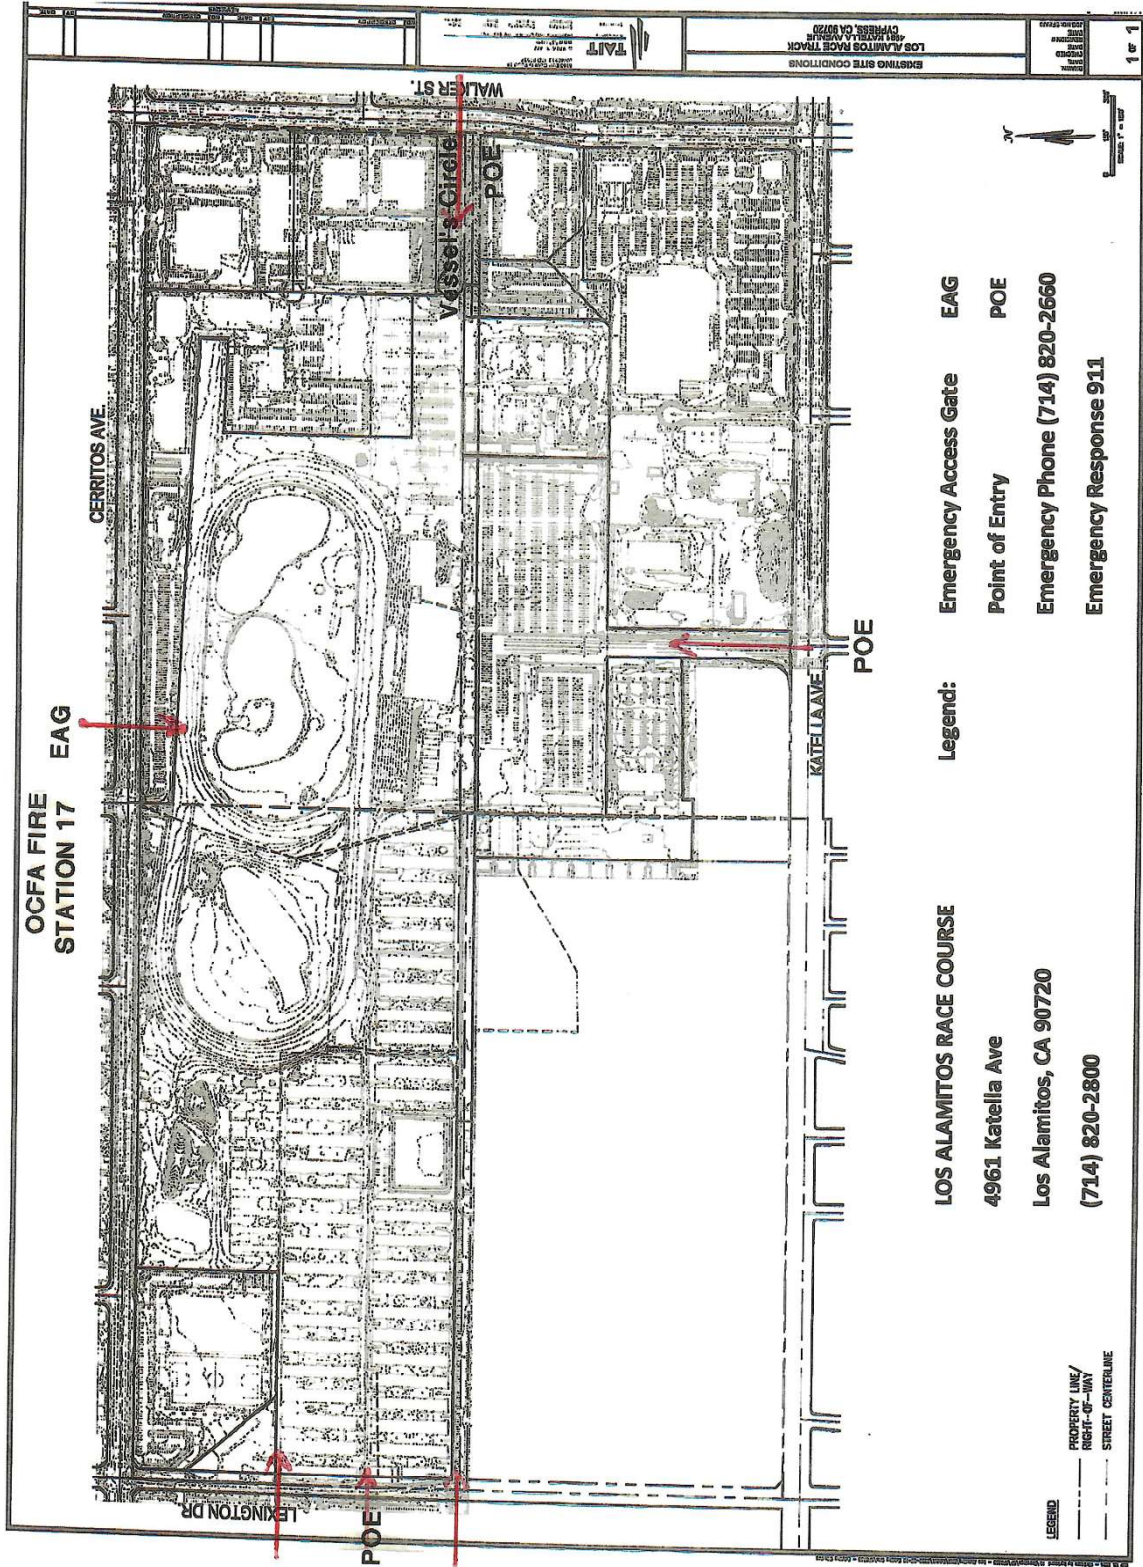 OCFA FIRE
STATION 17
EAG
CERRITOS AVE.
WALKER ST.
Vessel's Circle
POE
LEXINGTON DR
POE
KATELLA AVE.
POE
LOS ALAMITOS RACE COURSE
4961 Katella Ave
Los Alamitos, CA 90720
(714) 820-2800
Legend:
Emergency Access Gate EAG
Point of Entry POE
Emergency Phone (714) 820-2660
Emergency Response 911
LEGEND
PROPERTY LINE/
RIGHT-OF-WAY
STREET CENTERLINE
TAIT
EXISTING SITE CONDITIONS
LOS ALAMITOS RACE TRACK
4961 KATELLA AVENUE
CYPRESS, CA 90720
1 OF 1